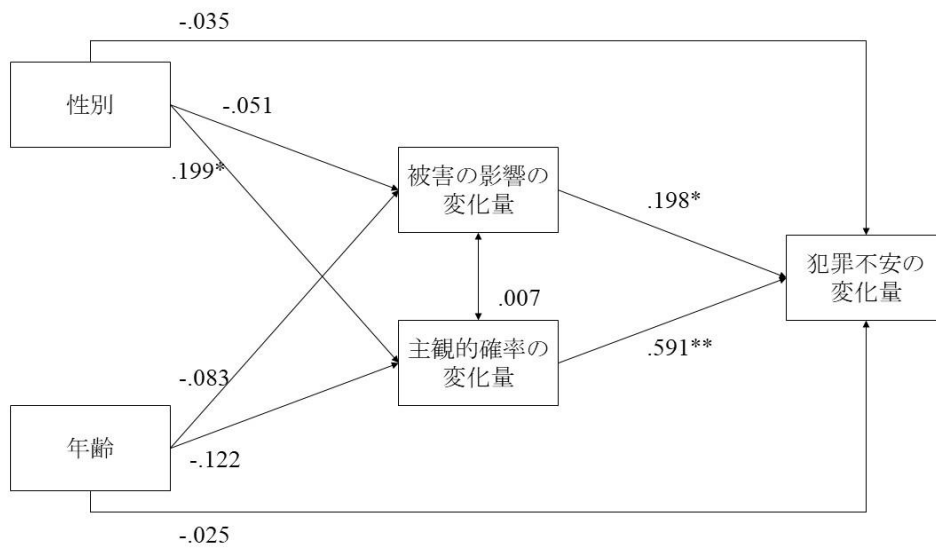 -.035
性別
-.051
.199*
被害の影響の
変化量
.198*
犯罪不安の
変化量
.007
主観的確率の
変化量
.591**
-.083
年齢
-.122
-.025